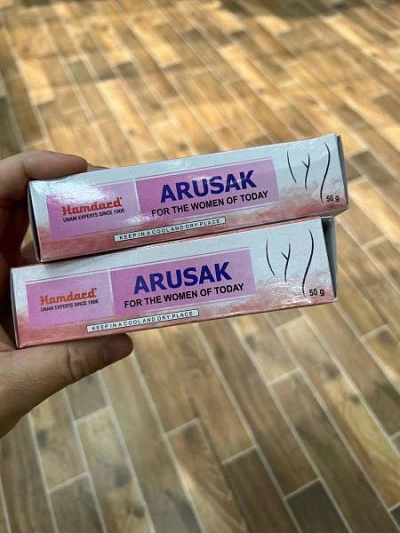 Hamdard
UNANI EXPERTS SINCE 1906
ARUSAK
FOR THE WOMEN OF TODAY
KEEP IN A COOL AND DRY PLACE
50 g
Hamdard
UNANI EXPERTS SINCE 1906
ARUSAK
FOR THE WOMEN OF TODAY
KEEP IN A COOL AND DRY PLACE
50 g